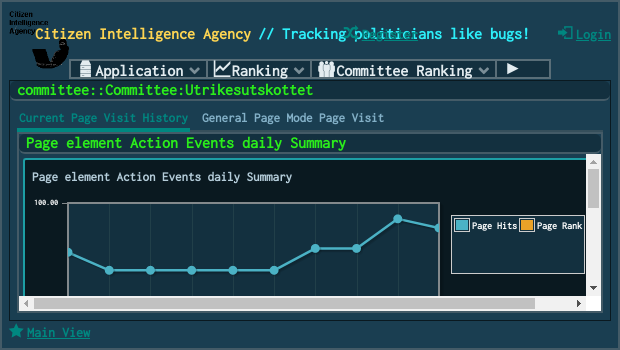 Citizen
Intelligence
Agency
Citizen Intelligence Agency // Tracking politicians like bugs!
Register
Login
Application
Ranking
Committee Ranking
committee::Committee:Utrikesutskottet
Current Page Visit History
General Page Mode Page Visit
Page element Action Events daily Summary
Page element Action Events daily Summary
100.00
Page Hits
Page Rank
Main View